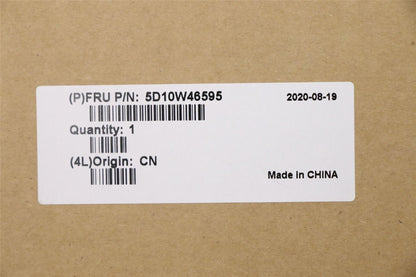 (P)FRU P/N: 5D10W46595
2020-08-19
Quantity: 1
(4L)Origin: CN
Made in CHINA